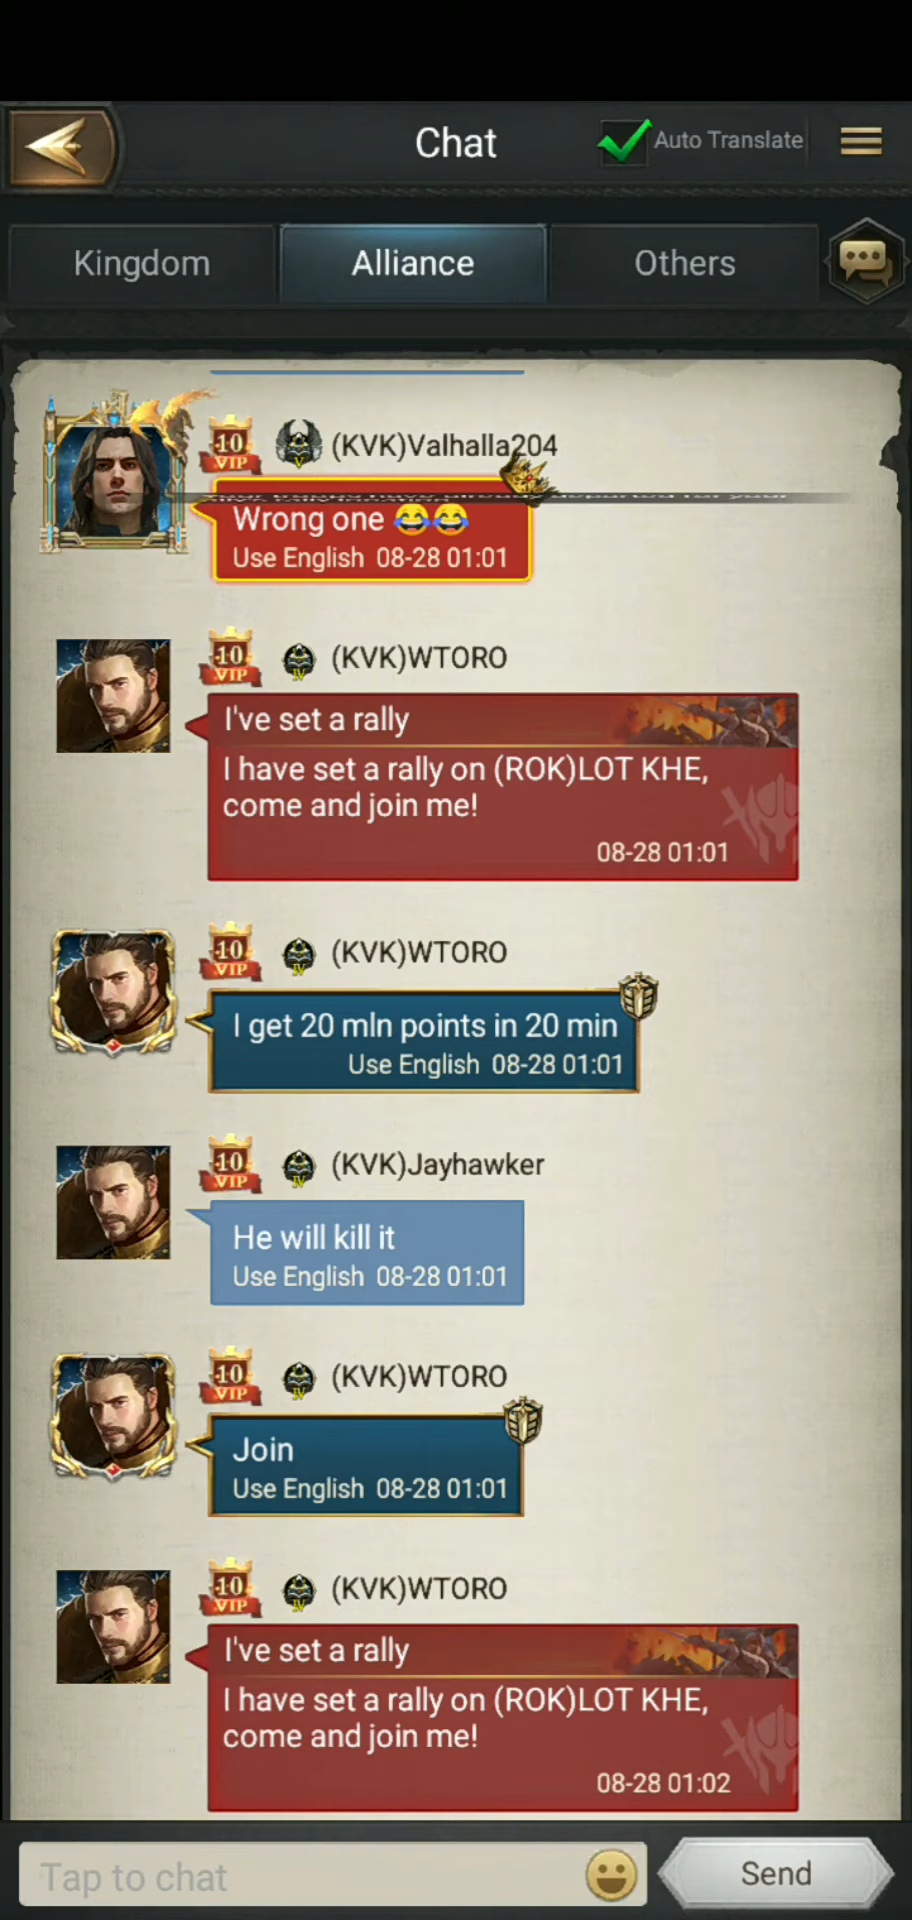 Chat
Auto Translate
Kingdom
Alliance
Others
10
VIP
V
(KVK)Valhalla204
Wrong one 😂😂
Use English 08-28 01:01
10
VIP
IV
(KVK)WTORO
I've set a rally
I have set a rally on (ROK)LOT KHE,
come and join me!
08-28 01:01
10
VIP
IV
(KVK)WTORO
I get 20 mln points in 20 min
Use English 08-28 01:01
10
VIP
IV
(KVK)Jayhawker
He will kill it
Use English 08-28 01:01
10
VIP
IV
(KVK)WTORO
Join
Use English 08-28 01:01
10
VIP
IV
(KVK)WTORO
I've set a rally
I have set a rally on (ROK)LOT KHE,
come and join me!
08-28 01:02
Tap to chat
Send